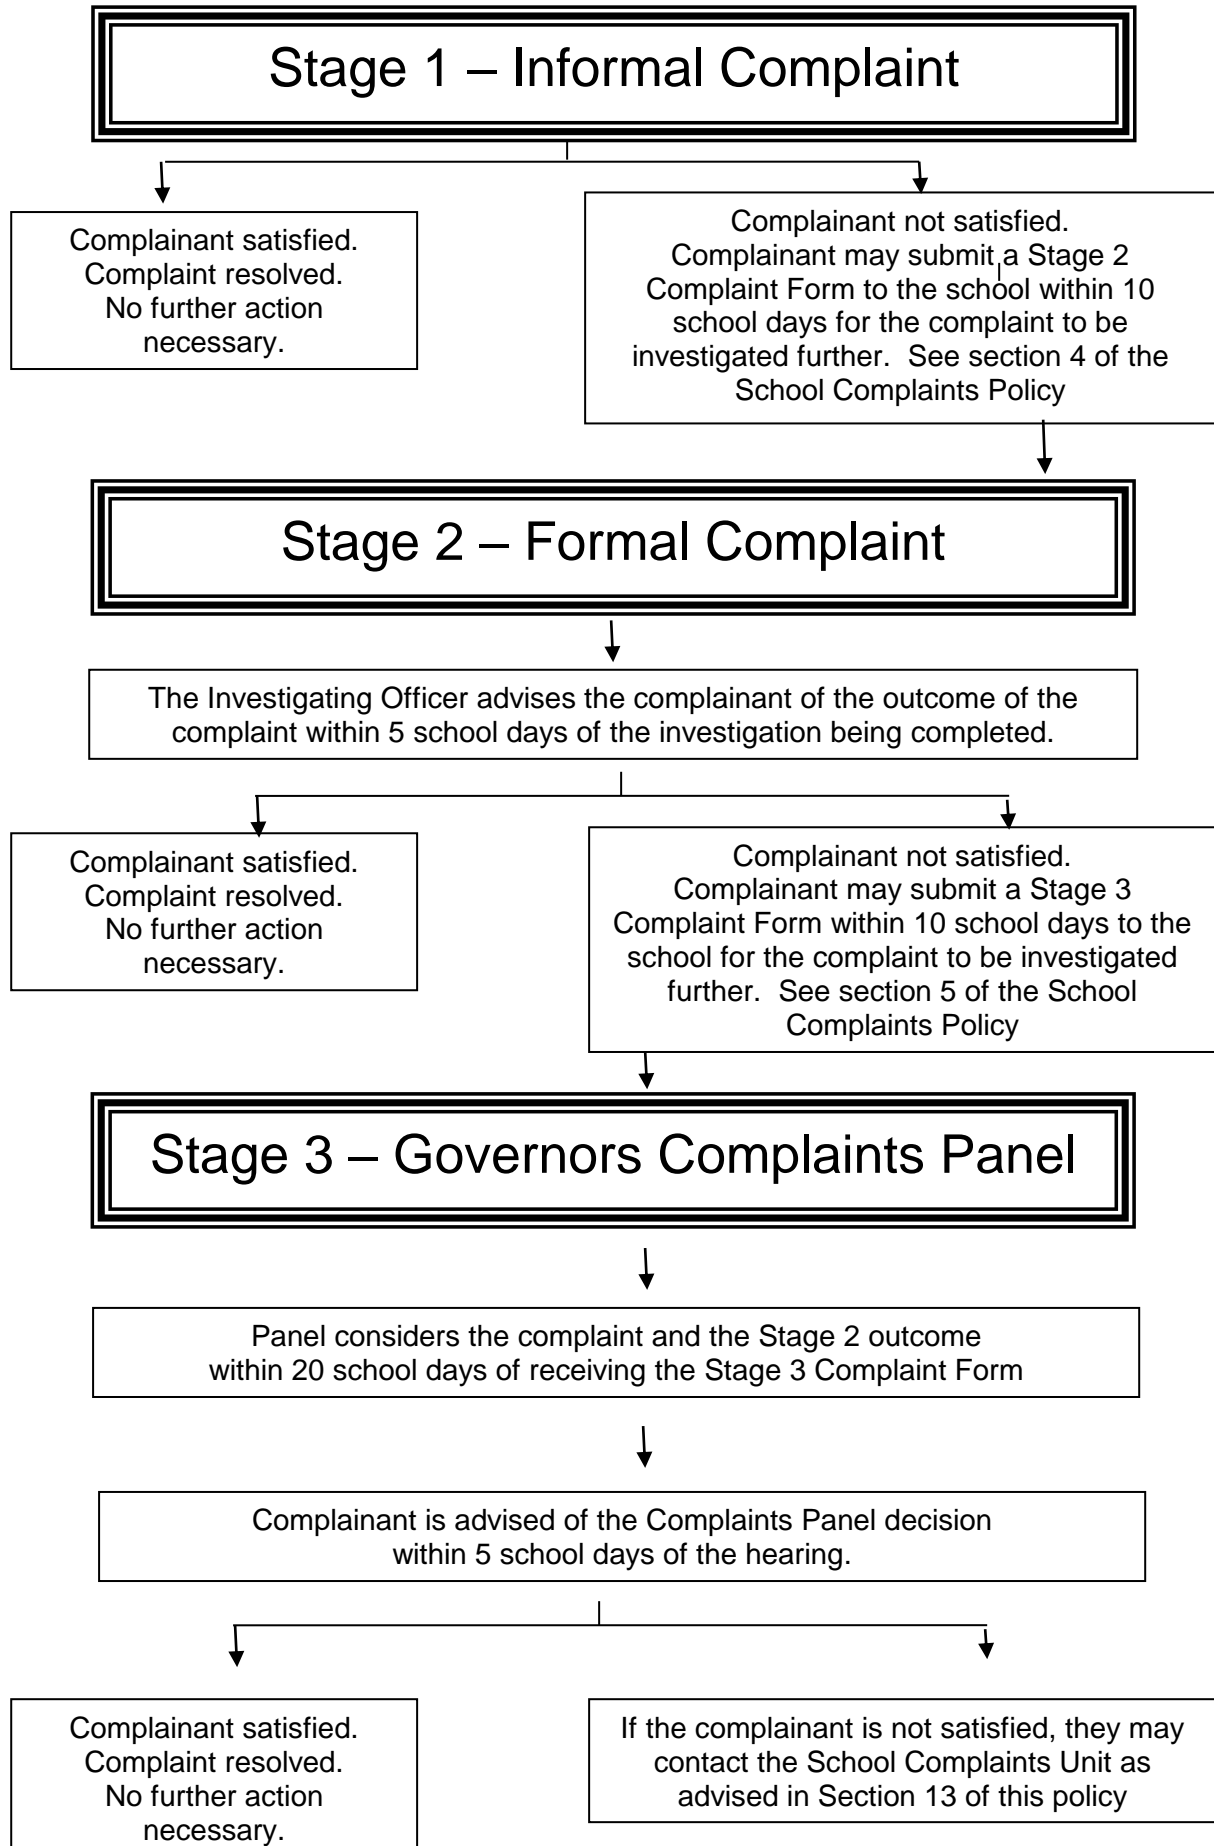 Stage 1 – Informal Complaint
Complainant satisfied.
Complaint resolved.
No further action
necessary.
Complainant not satisfied.
Complainant may submit a Stage 2
Complaint Form to the school within 10
school days for the complaint to be
investigated further.  See section 4 of the
School Complaints Policy
Stage 2 – Formal Complaint
The Investigating Officer advises the complainant of the outcome of the
complaint within 5 school days of the investigation being completed.
Complainant satisfied.
Complaint resolved.
No further action
necessary.
Complainant not satisfied.
Complainant may submit a Stage 3
Complaint Form within 10 school days to the
school for the complaint to be investigated
further.  See section 5 of the School
Complaints Policy
Stage 3 – Governors Complaints Panel
Panel considers the complaint and the Stage 2 outcome
within 20 school days of receiving the Stage 3 Complaint Form
Complainant is advised of the Complaints Panel decision
within 5 school days of the hearing.
Complainant satisfied.
Complaint resolved.
No further action
necessary.
If the complainant is not satisfied, they may
contact the School Complaints Unit as
advised in Section 13 of this policy